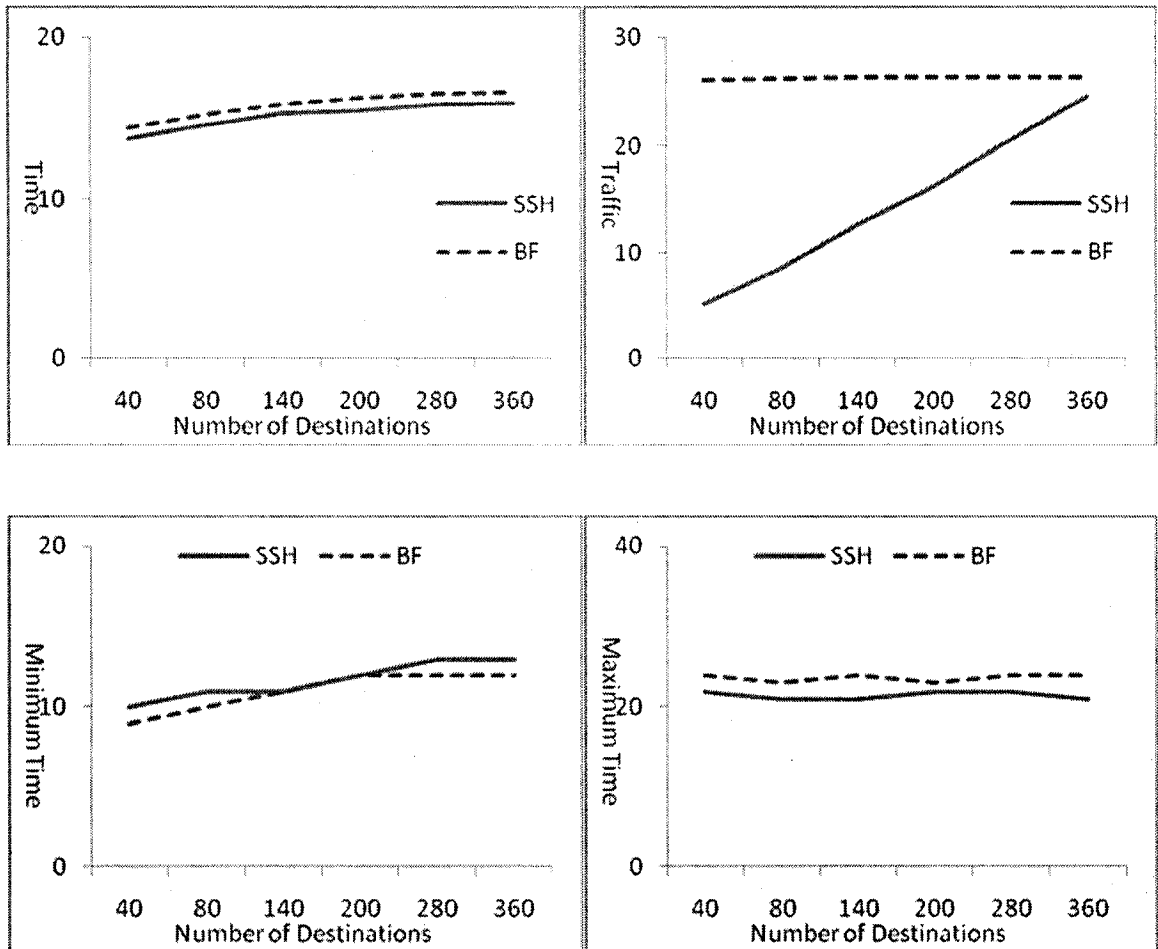 20
10
0
Time
SSH
BF
40 80 140 200 280 360
Number of Destinations
30
20
10
0
Traffic
SSH
BF
40 80 140 200 280 360
Number of Destinations
20
10
0
Minimum Time
SSH BF
40 80 140 200 280 360
Number of Destinations
40
20
0
Maximum Time
SSH BF
40 80 140 200 280 360
Number of Destinations